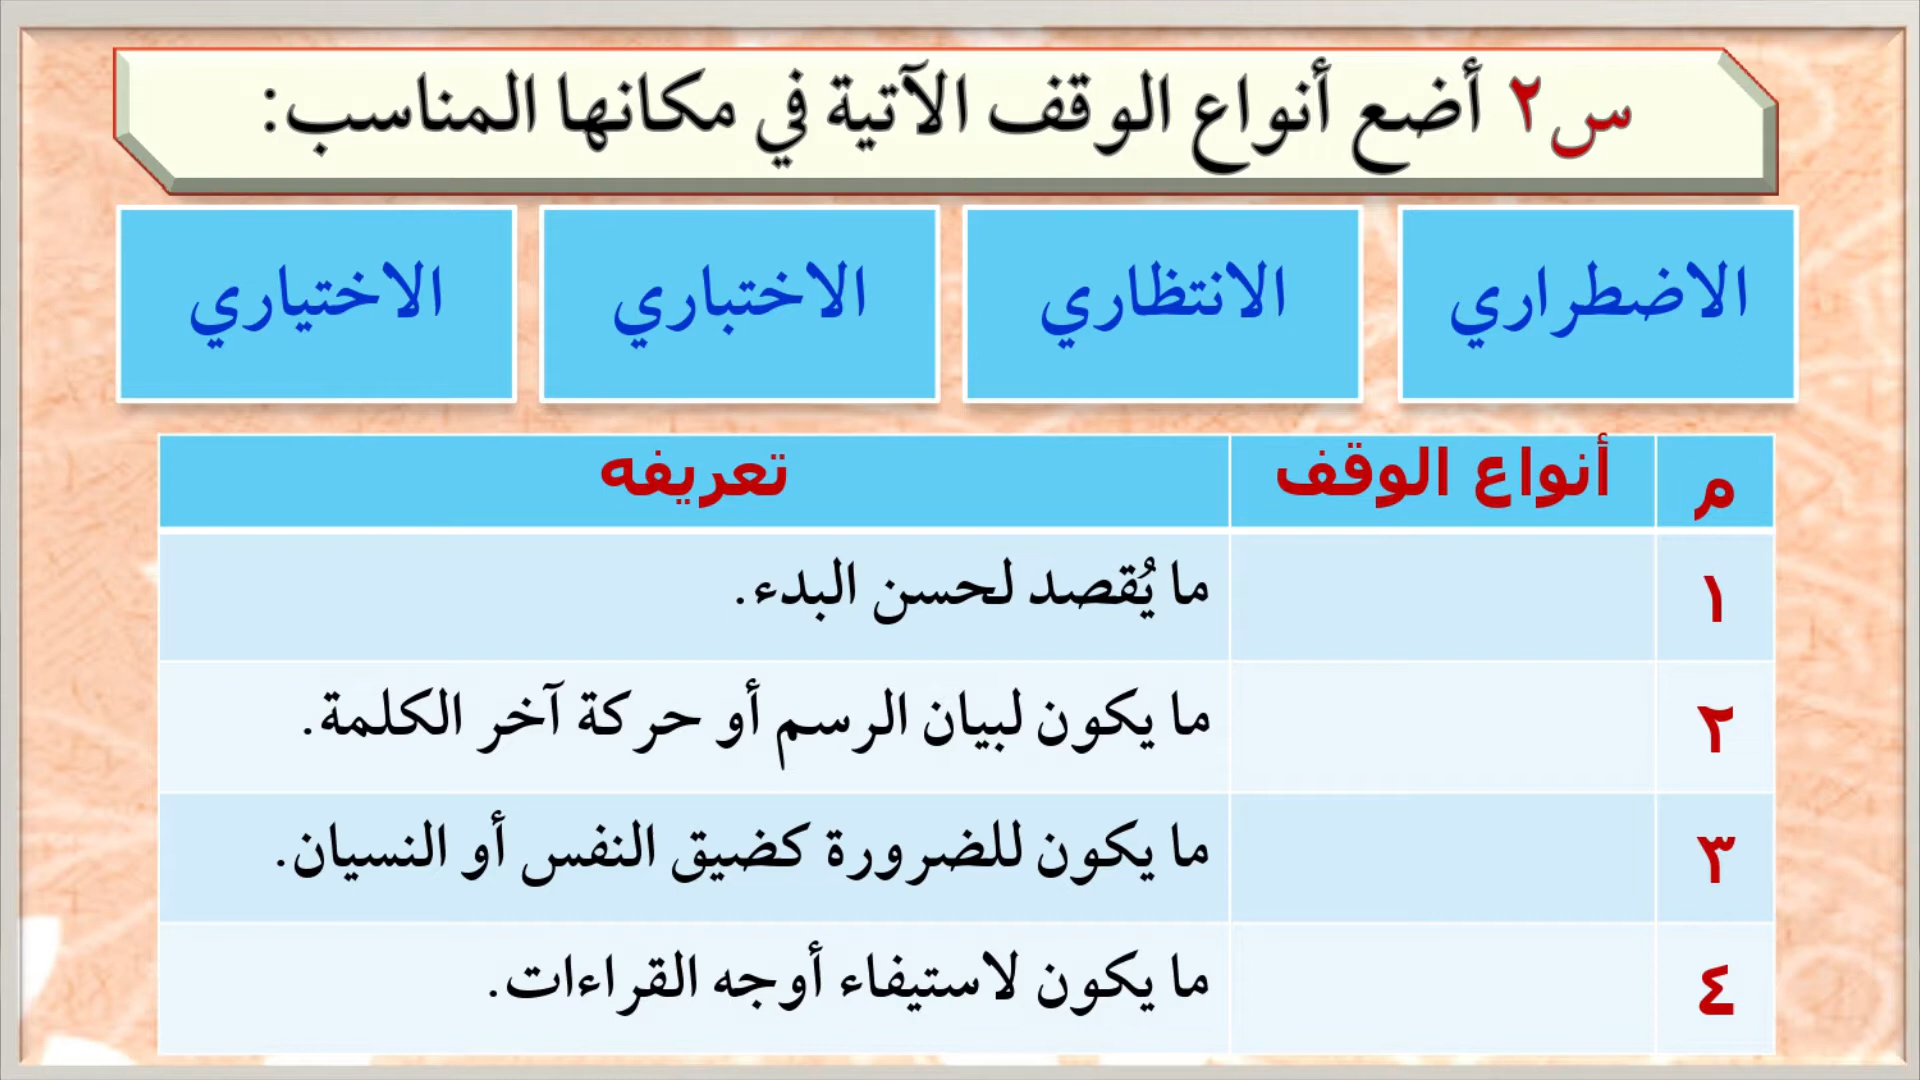 س٢ أضع أنواع الوقف الآتية في مكانها المناسب:
الاضطراري
الانتظاري
الاختباري
الاختياري
م أنواع الوقف تعريفه
١ ما يُقصد لحسن البدء.
٢ ما يكون لبيان الرسم أو حركة آخر الكلمة.
٣ ما يكون للضرورة كضيق النفس أو النسيان.
٤ ما يكون لاستيفاء أوجه القراءات.